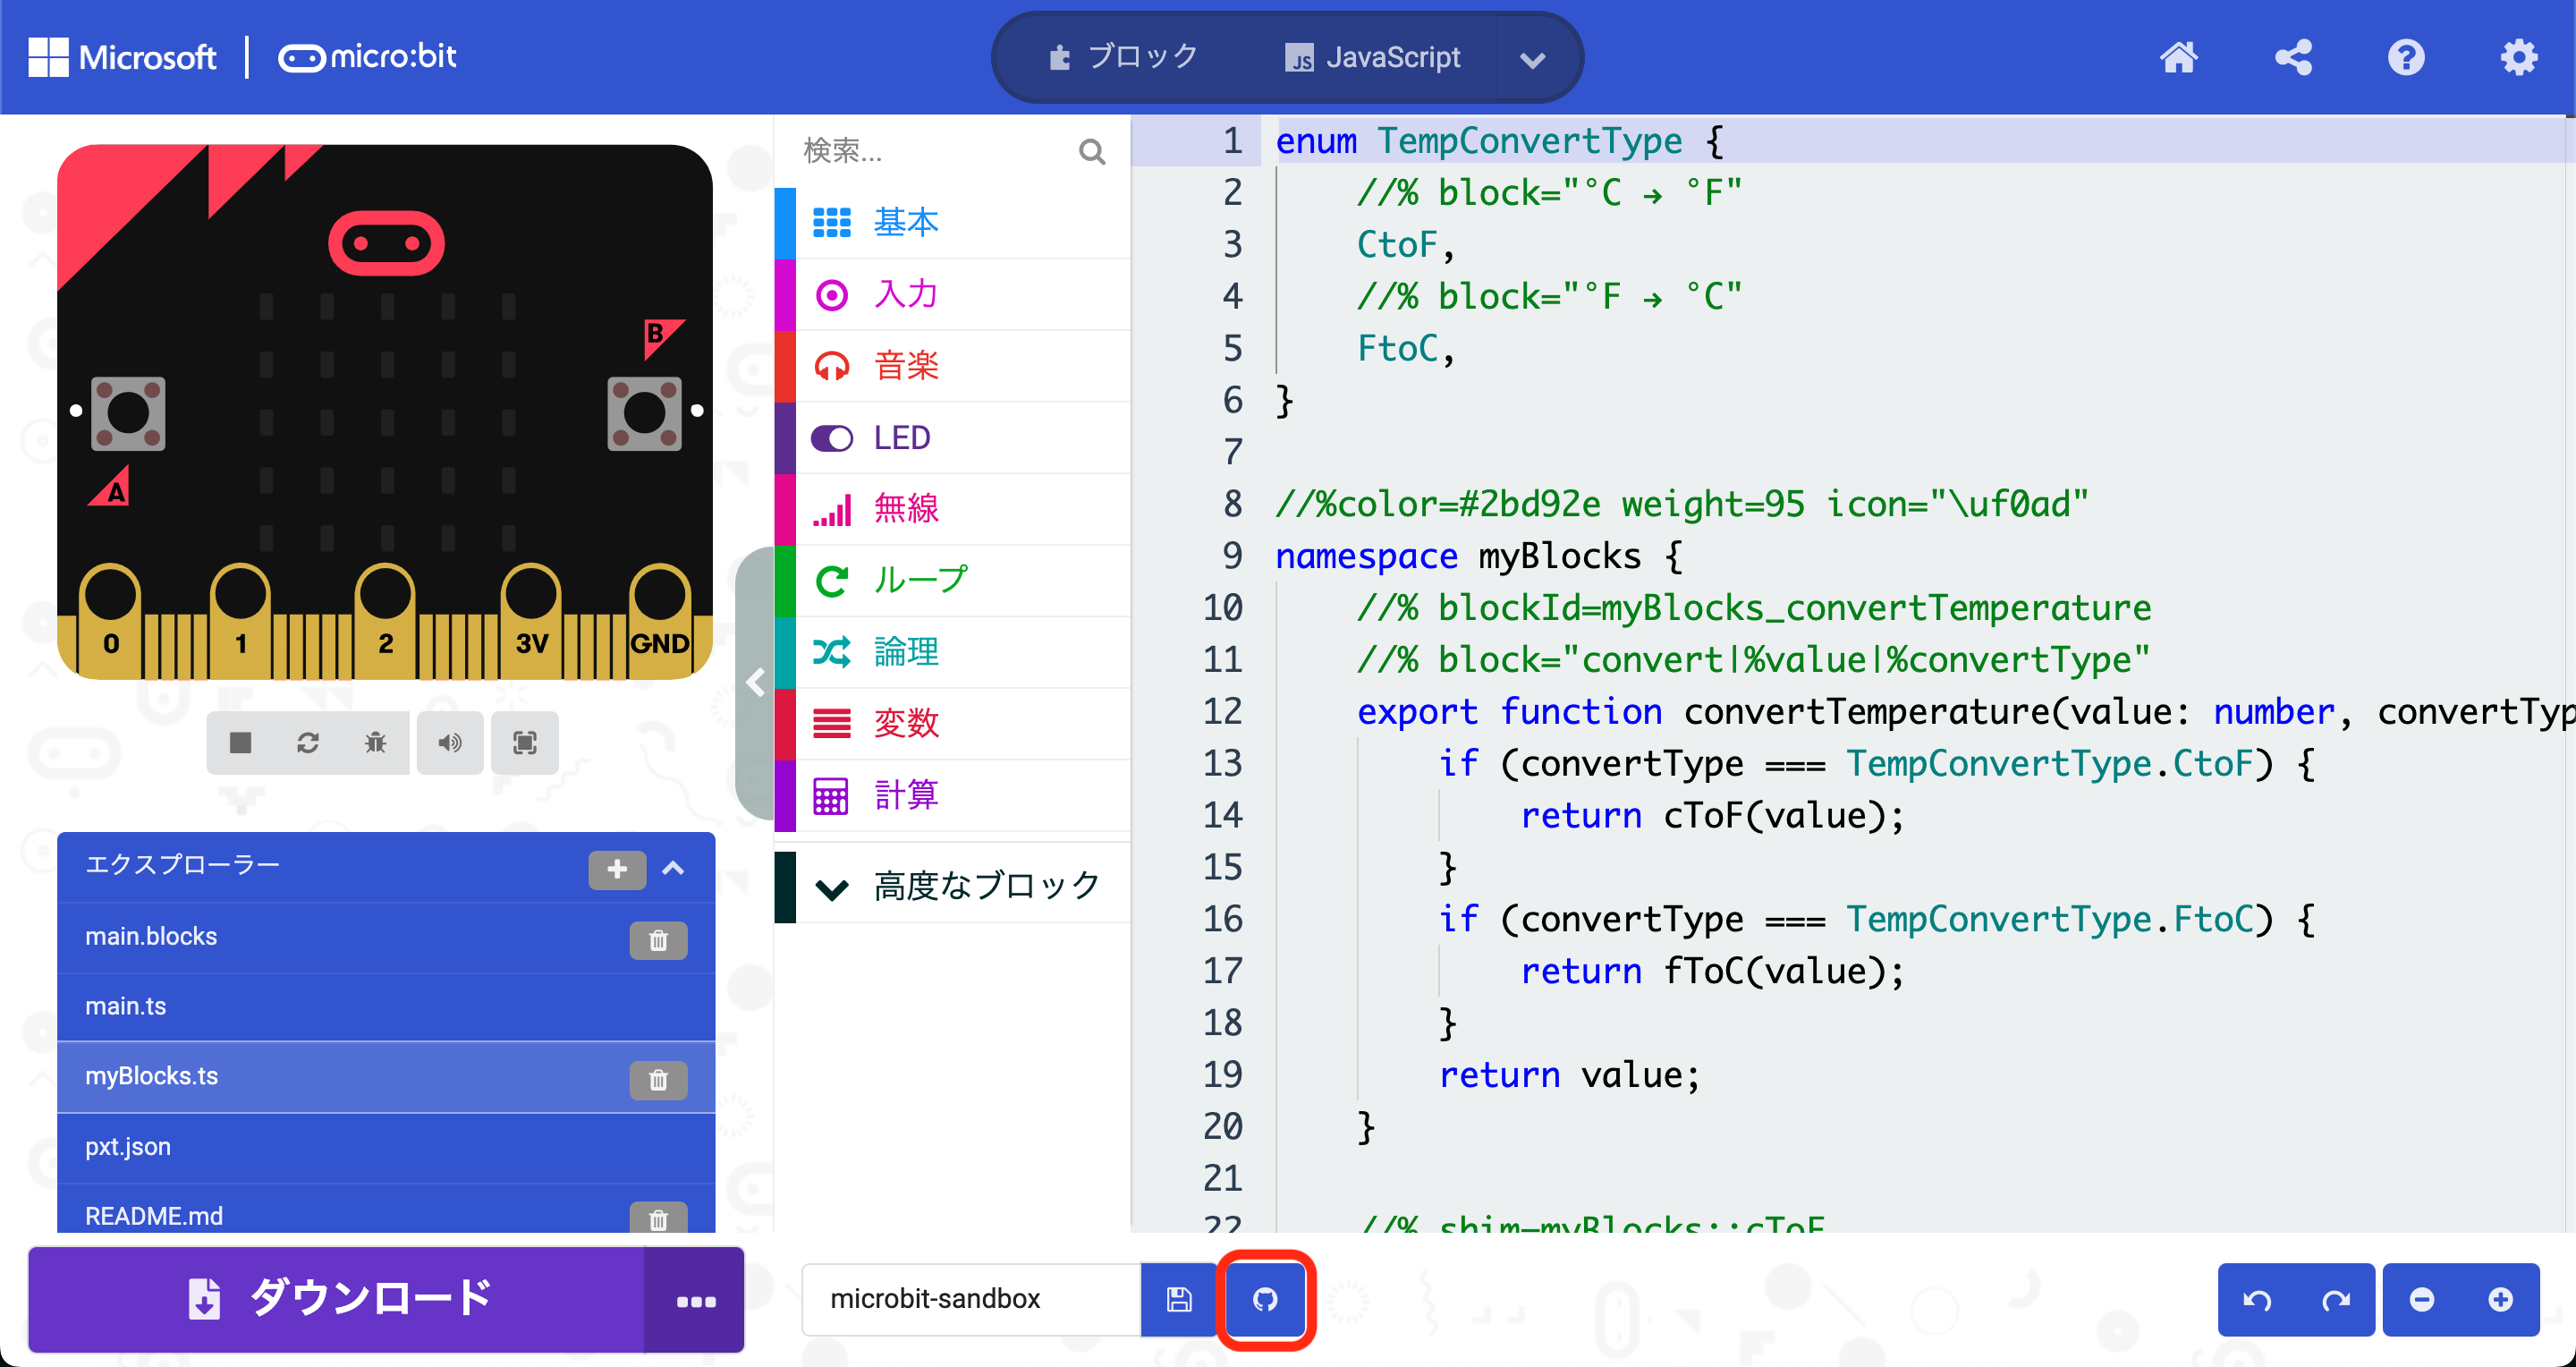 Microsoft
micro:bit
ブロック
JavaScript
検索...
基本
入力
音楽
LED
無線
ループ
論理
変数
計算
高度なブロック
B
A
0
1
2
3V
GND
エクスプローラー
main.blocks
main.ts
myBlocks.ts
pxt.json
README.md
1 enum TempConvertType {
2 //% block="°C → °F"
3 CtoF,
4 //% block="°F → °C"
5 FtoC,
6 }
7
8 //%color=#2bd92e weight=95 icon="\uf0ad"
9 namespace myBlocks {
10 //% blockId=myBlocks_convertTemperature
11 //% block="convert|%value|%convertType"
12 export function convertTemperature(value: number, convertTyp
13 if (convertType === TempConvertType.CtoF) {
14 return cToF(value);
15 }
16 if (convertType === TempConvertType.FtoC) {
17 return fToC(value);
18 }
19 return value;
20 }
21
22 //% shim=myBlocks::cToF
ダウンロード
microbit-sandbox